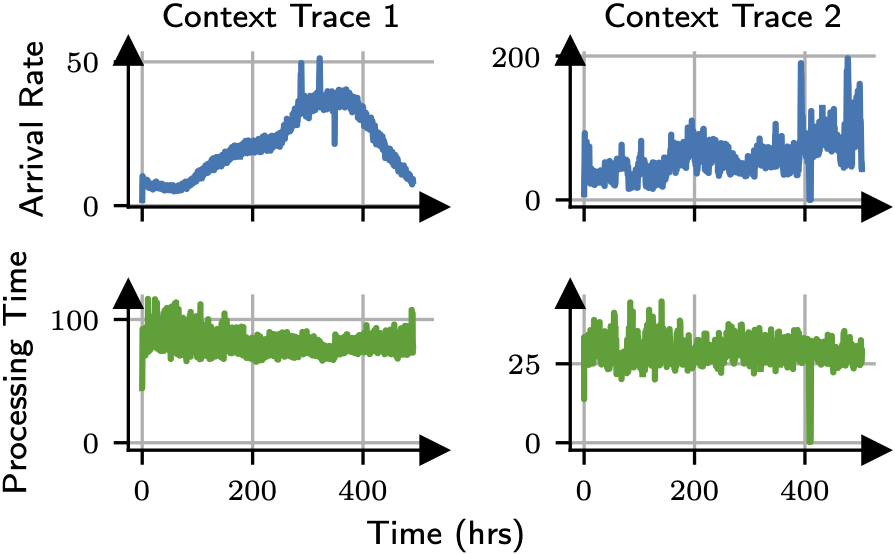 Context Trace 1
Context Trace 2
Arrival Rate
50
0
200
0
Processing Time
100
0
25
0
0 200 400
0 200 400
Time (hrs)